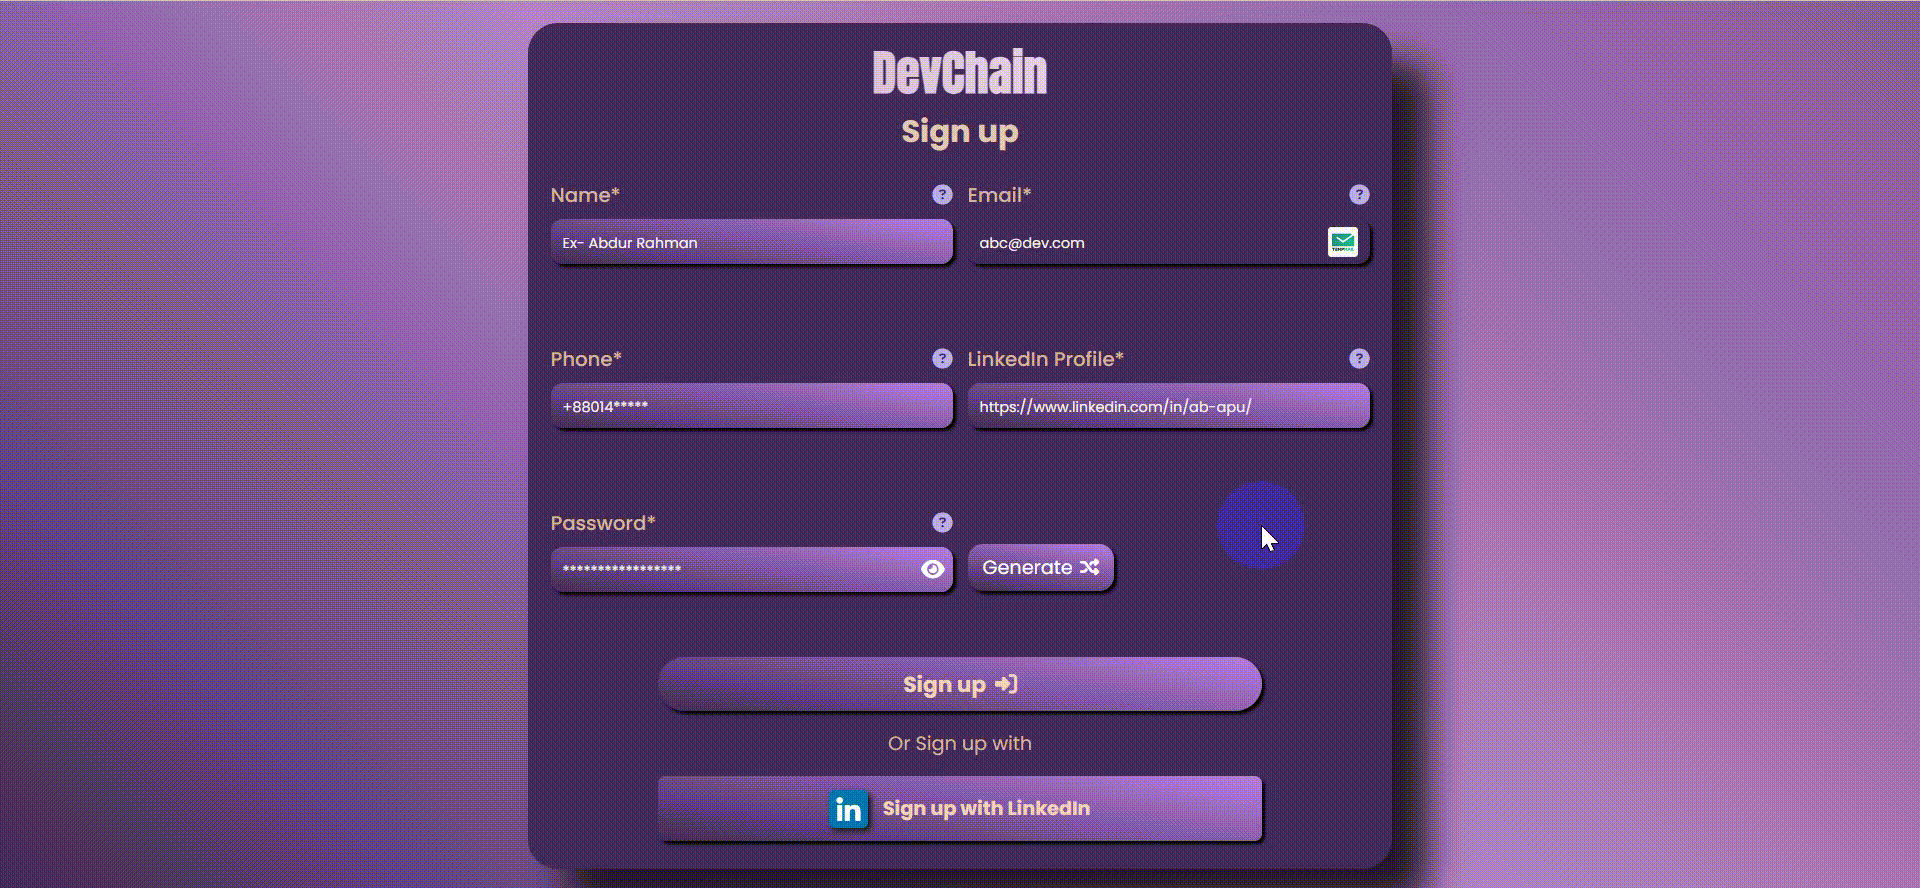 DevChain
Sign up
Name* ?
Email* ?
Ex- Abdur Rahman
abc@dev.com
Phone* ?
LinkedIn Profile* ?
+88014*****
https://www.linkedin.com/in/ab-apu/
Password* ?
*****************
Generate
Sign up
Or Sign up with
in Sign up with LinkedIn